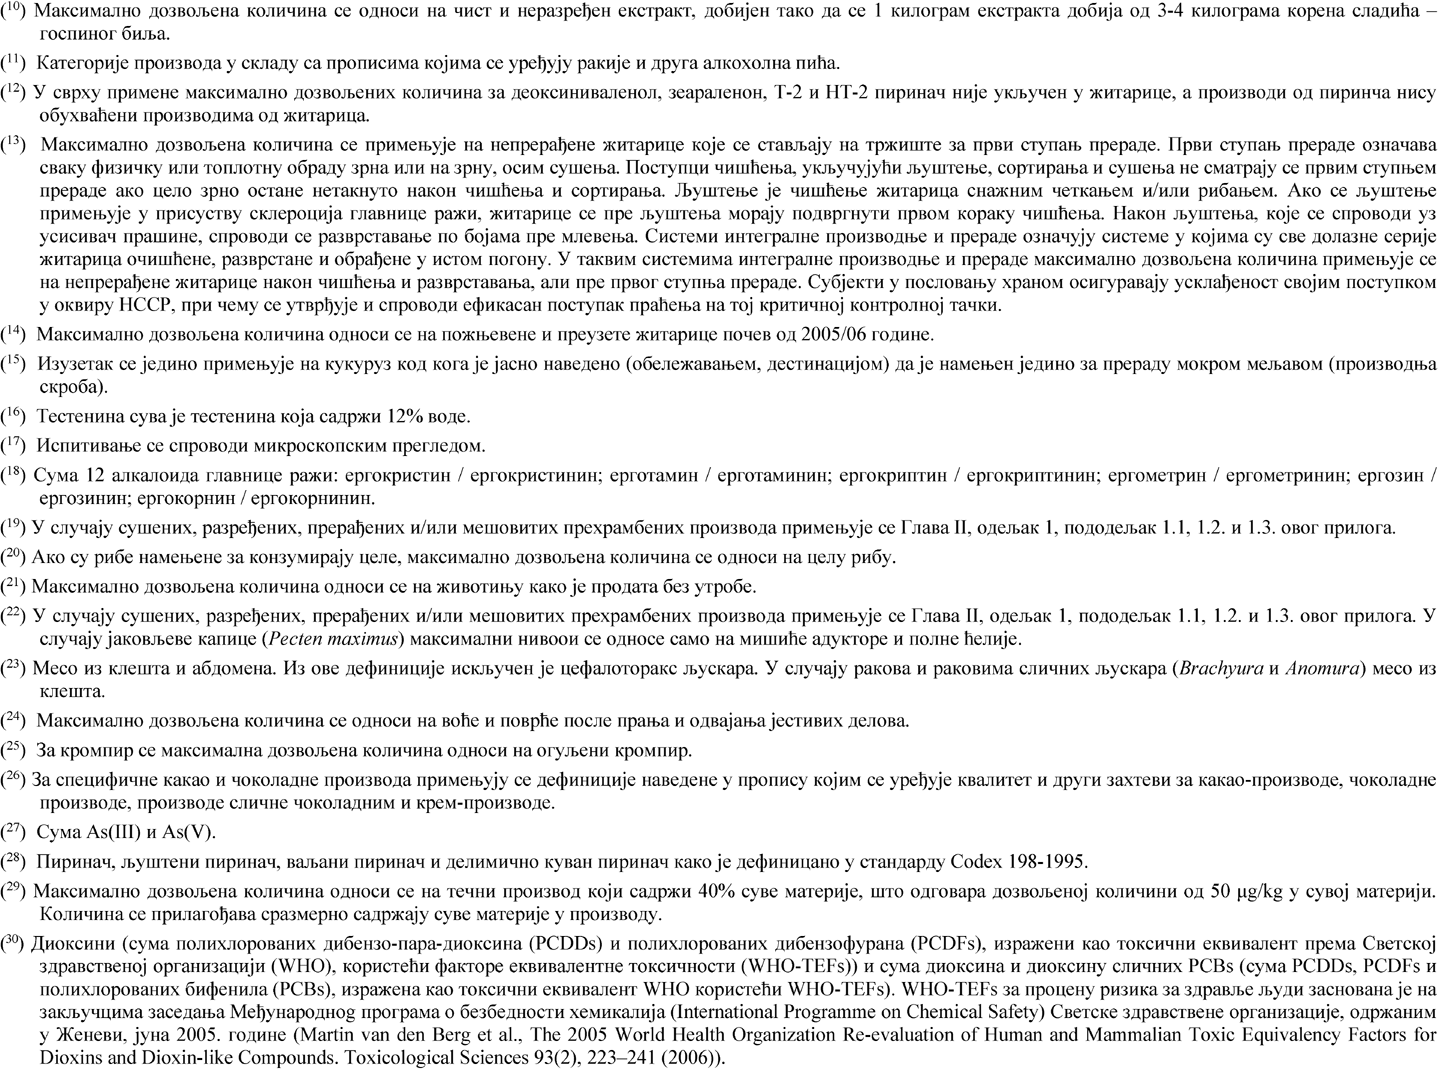 (10) Максимално дозвољена количина се односи на чист и неразређен екстракт, добијен тако да се 1 килограм екстракта добија од 3-4 килограма корена сладића –
госпиног биља.
(11) Категорије производа у складу са прописима којима се уређују ракије и друга алкохолна пића.
(12) У сврху примене максимално дозвољених количина за деоксиниваленол, зеараленон, Т-2 и НТ-2 пиринач није укључен у житарице, а производи од пиринча нису
обухваћени производима од житарица.
(13) Максимално дозвољена количина се примењује на непрерађене житарице које се стављају на тржиште за први ступањ прераде. Први ступањ прераде означава
сваку физичку или топлотну обраду зрна или на зрну, осим сушења. Поступци чишћења, укључујући љуштење, сортирања и сушења не сматрају се првим ступњем
прераде ако цело зрно остане нетакнуто након чишћења и сортирања. Љуштење је чишћење житарица снажним четкањем и/или рибањем. Ако се љуштење
примењује у присуству склероција главнице ражи, житарице се пре љуштења морају подвргнути првом кораку чишћења. Након љуштења, које се спроводи уз
усисивач прашине, спроводи се разврставање по бојама пре млевења. Системи интегралне производње и прераде означују системе у којима су све долазне серије
житарица очишћене, разврстане и обрађене у истом погону. У таквим системима интегралне производње и прераде максимално дозвољена количина примењује се
на непрерађене житарице након чишћења и разврставања, али пре првог ступња прераде. Субјекти у пословању храном осигуравају усклађеност својим поступком
у оквиру НССР, при чему се утврђује и спроводи ефикасан поступак праћења на тој критичној контролној тачки.
(14) Максимално дозвољена количина односи се на пожњевене и преузете житарице почев од 2005/06 године.
(15) Изузетак се једино примењује на кукуруз код кога је јасно наведено (обележавањем, дестинацијом) да је намењен једино за прераду мокром мељавом (производња
скроба).
(16) Тестенина сува је тестенина која садржи 12% воде.
(17) Испитивање се спроводи микроскопским прегледом.
(18) Сума 12 алкалоида главнице ражи: ергокристин / ергокристинин; ерготамин / ерготаминин; ергокриптин / ергокриптинин; ергометрин / ергометринин; ергозин /
ергозинин; ергокорнин / ергокорнинин.
(19) У случају сушених, разређених, прерађених и/или мешовитих прехрамбених производа примењује се Глава II, одељак 1, пододељак 1.1, 1.2. и 1.3. овог прилога.
(20) Ако су рибе намењене за конзумирају целе, максимално дозвољена количина се односи на целу рибу.
(21) Максимално дозвољена количина односи се на животињу како је продата без утробе.
(22) У случају сушених, разређених, прерађених и/или мешовитих прехрамбених производа примењује се Глава II, одељак 1, пододељак 1.1, 1.2. и 1.3. овог прилога. У
случају јаковљеве капице (Pecten maximus) максимални нивоои се односе само на мишиће адукторе и полне ћелије.
(23) Месо из клешта и абдомена. Из ове дефиниције искључен је цефалоторакс љускара. У случају ракова и раковима сличних љускара (Brachyura и Anomura) месо из
клешта.
(24) Максимално дозвољена количина се односи на воће и поврће после прања и одвајања јестивих делова.
(25) За кромпир се максимална дозвољена количина односи на огуљени кромпир.
(26) За специфичне какао и чоколадне производа примењују се дефиниције наведене у пропису којим се уређује квалитет и други захтеви за какао-производе, чоколадне
производе, производе сличне чоколадним и крем-производе.
(27) Сума As(III) и As(V).
(28) Пиринач, љуштени пиринач, ваљани пиринач и делимично куван пиринач како је дефиницано у стандарду Codex 198-1995.
(29) Максимално дозвољена количина односи се на течни производ који садржи 40% суве материје, што одговара дозвољеној количини од 50 μg/kg у сувој материји.
Количина се прилагођава сразмерно садржају суве материје у производу.
(30) Диоксини (сума полихлорованих дибензо-пара-диоксина (PCDDs) и полихлорованих дибензофурана (PCDFs), изражени као токсични еквивалент према Светској
здравственој организацији (WHO), користећи факторе еквивалентне токсичности (WHO-TEFs)) и сума диоксина и диоксину сличних PCBs (сума PCDDs, PCDFs и
полихлорованих бифенила (PCBs), изражена као токсични еквивалент WHO користећи WHO-TEFs). WHO-TEFs за процену ризика за здравље људи заснована је на
закључцима заседања Међународног програма о безбедности хемикалија (International Programme on Chemical Safety) Светске здравствене организације, одржаним
у Женеви, јуна 2005. године (Martin van den Berg et al., The 2005 World Health Organization Re-evaluation of Human and Mammalian Toxic Equivalency Factors for
Dioxins and Dioxin-like Compounds. Toxicological Sciences 93(2), 223–241 (2006)).